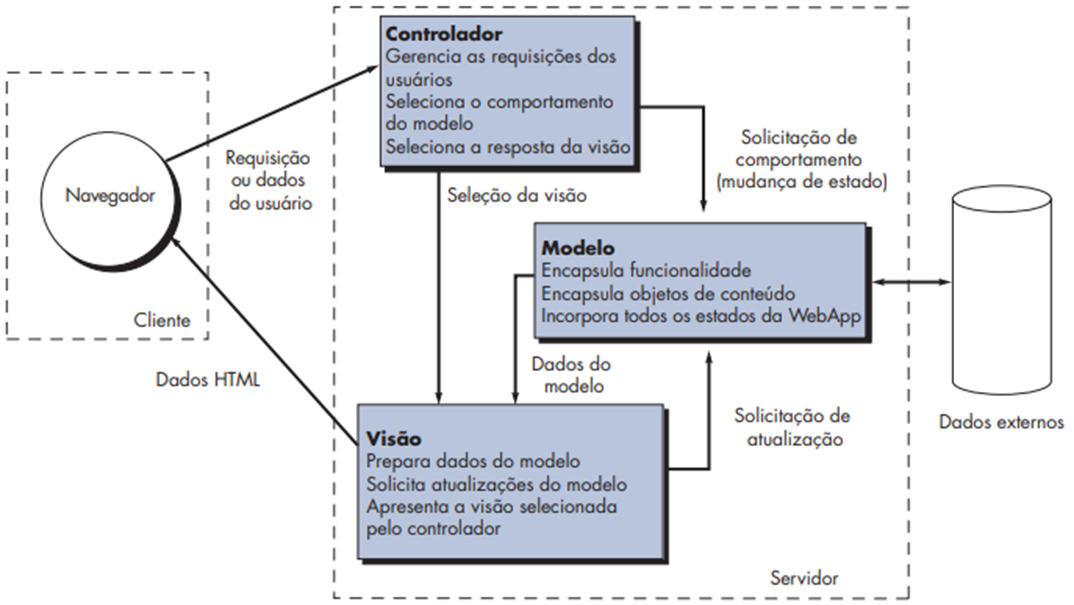 Controlador
Gerencia as requisições dos
usuários
Seleciona o comportamento
do modelo
Seleciona a resposta da visão
Navegador
Requisição
ou dados
do usuário
Cliente
Seleção da visão
Solicitação de
comportamento
(mudança de estado)
Modelo
Encapsula funcionalidade
Encapsula objetos de conteúdo
Incorpora todos os estados da WebApp
Dados HTML
Dados do
modelo
Solicitação de
atualização
Dados externos
Visão
Prepara dados do modelo
Solicita atualizações do modelo
Apresenta a visão selecionada
pelo controlador
Servidor